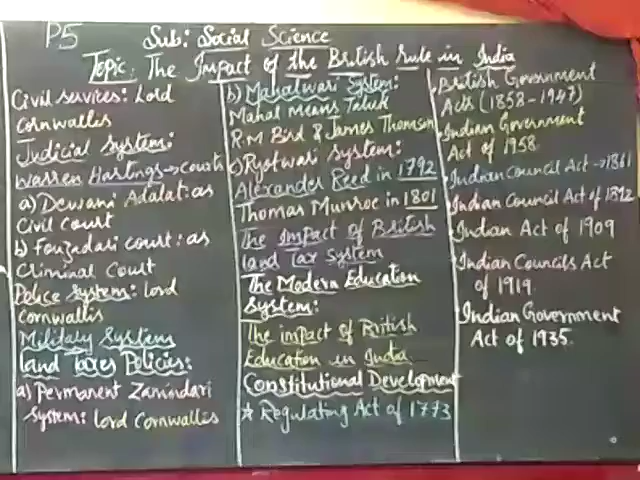 P5 Sub: Social Science
Topic: The Impact of the British Rule in India
Civil services: Lord
Cornwallis
Judicial System:
Warren Hastings→Courts
a) Dewani Adalat: as
Civil Court
b) Fouzadari court: as
Criminal Court
Police System: Lord
Cornwallis
Military System
Land Taxes Policies:
a) Permanent Zamindari
System: Lord Cornwallis
b) Mahalwari System:
Mahal means Taluk
R.M Bird & James Thomson
c) Ryotwari System:
Alexander Reed in 1792
Thomas Munroe in 1801
The Impact of British
Land Tax System
The Modern Education
System:
The impact of British
Education in India
Constitutional Development
* Regulating Act of 1773
British Government
Acts (1858-1947)
Indian Government
Act of 1958
Indian Council Act → 1861
Indian Council Act of 1892
Indian Act of 1909
Indian Councils Act
of 1919.
Indian Government
Act of 1935.